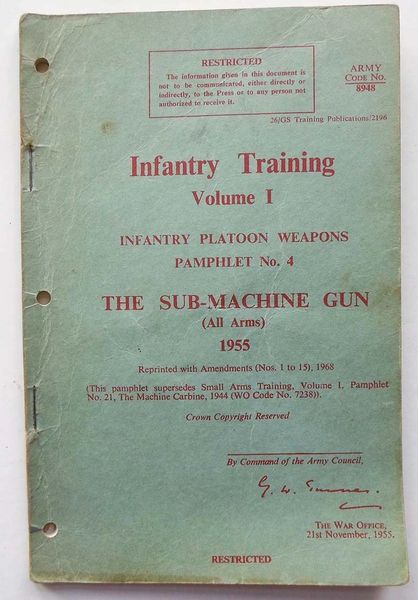 RESTRICTED
The information given in this document is
not to be communicated, either directly or
indirectly, to the Press or to any person not
authorized to receive it.
ARMY
CODE No.
8948
26/GS Training Publications/2196
Infantry Training
Volume I
INFANTRY PLATOON WEAPONS
PAMPHLET No. 4
THE SUB-MACHINE GUN
(All Arms)
1955
Reprinted with Amendments (Nos. 1 to 15), 1968
(This pamphlet supersedes Small Arms Training, Volume I, Pamphlet
No. 21, The Machine Carbine, 1944 (WO Code No. 7238)).
Crown Copyright Reserved
By Command of the Army Council,
G. W.
THE WAR OFFICE,
21st November, 1955.
RESTRICTED